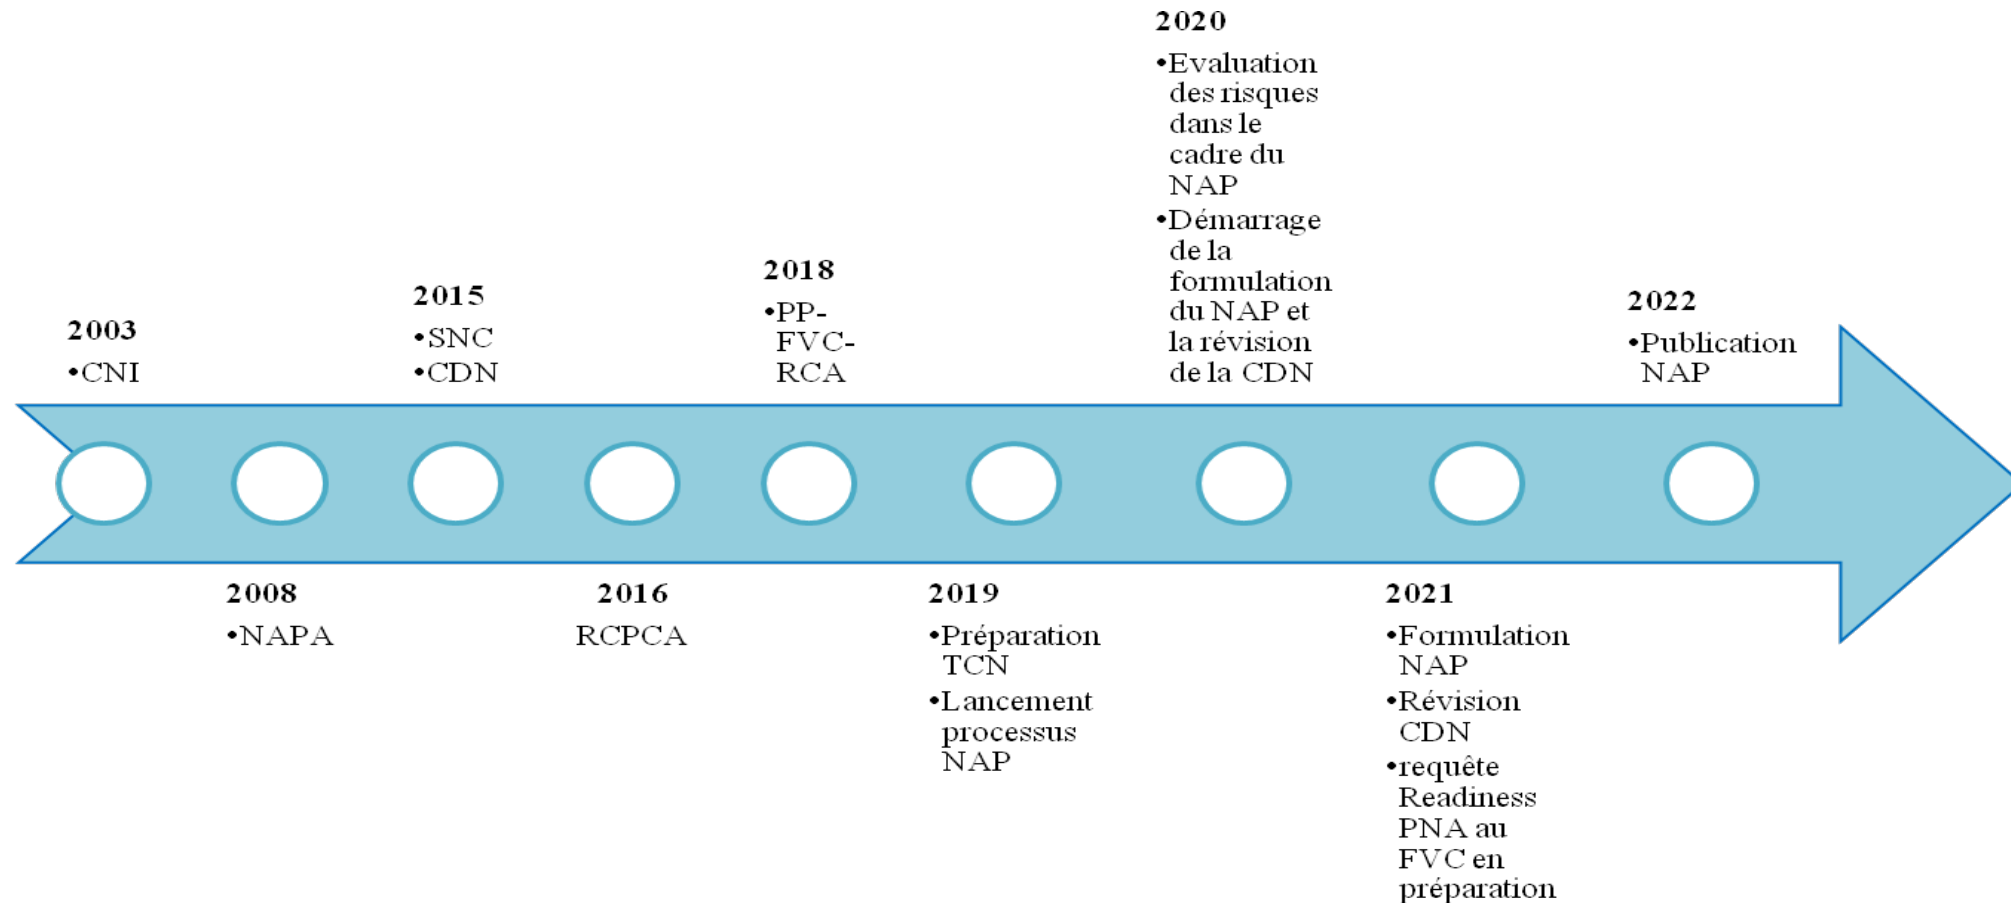 2003
•CNI
2008
•NAPA
2015
•SNC
•CDN
2016
RCPCA
2018
•PP-
FVC-
RCA
2019
•Préparation
TCN
•Lancement
processus
NAP
2020
•Evaluation
des risques
dans le
cadre du
NAP
•Démarrage
de la
formulation
du NAP et
la révision
de la CDN
2021
•Formulation
NAP
•Révision
CDN
•requête
Readiness
PNA au
FVC en
préparation
2022
•Publication
NAP